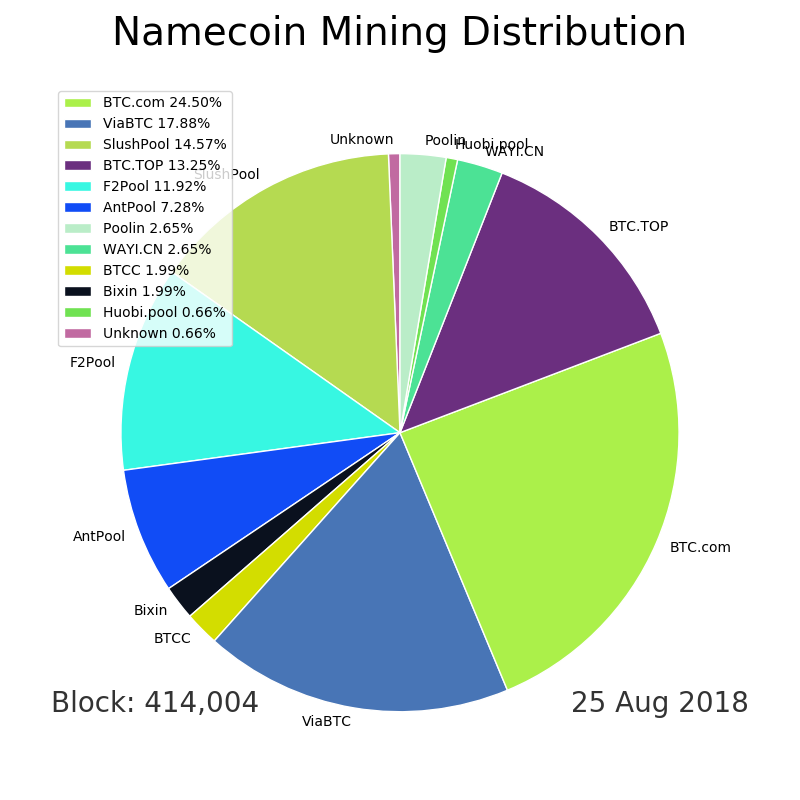 Namecoin Mining Distribution
BTC.com 24.50%
ViaBTC 17.88%
SlushPool 14.57%
BTC.TOP 13.25%
F2Pool 11.92%
AntPool 7.28%
Poolin 2.65%
WAYI.CN 2.65%
BTCC 1.99%
Bixin 1.99%
Huobi.pool 0.66%
Unknown 0.66%
Unknown
Poolin
Huobi.pool
WAYI.CN
SlushPool
BTC.TOP
F2Pool
AntPool
BTC.com
Bixin
BTCC
ViaBTC
Block: 414,004
25 Aug 2018